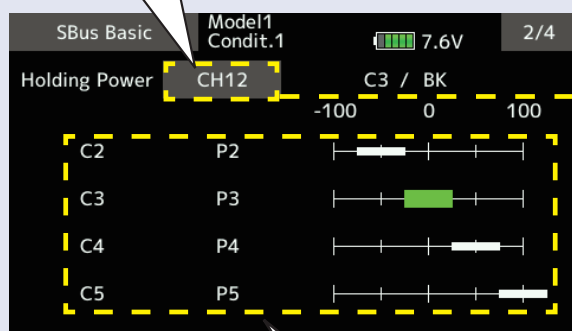 SBus Basic Model1 Condit.1 7.6V 2/4
Holding Power CH12 C3 / BK
-100 0 100
C2 P2
C3 P3
C4 P4
C5 P5